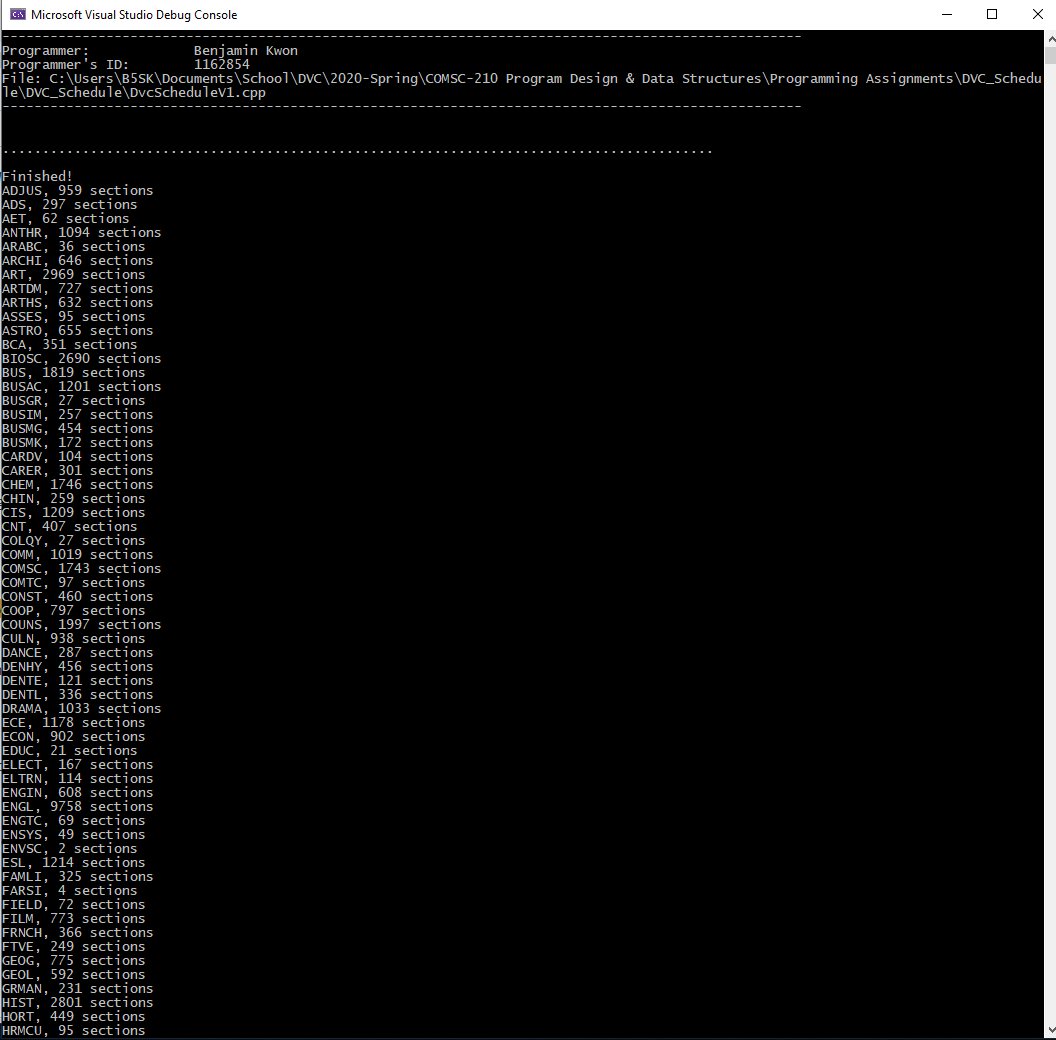 Microsoft Visual Studio Debug Console
-----------------------------------------------------------------------------------------------------
Programmer: Benjamin Kwon
Programmer's ID: 1162854
File: C:\Users\B5SK\Documents\School\DVC\2020-Spring\COMSC-210 Program Design & Data Structures\Programming Assignments\DVC_Schedu
le\DVC_Schedule\DvcScheduleV1.cpp
-----------------------------------------------------------------------------------------------------
.........................................................................................
Finished!
ADJUS, 959 sections
ADS, 297 sections
AET, 62 sections
ANTHR, 1094 sections
ARABC, 36 sections
ARCHI, 646 sections
ART, 2969 sections
ARTDM, 727 sections
ARTHS, 632 sections
ASSES, 95 sections
ASTRO, 655 sections
BCA, 351 sections
BIOSC, 2690 sections
BUS, 1819 sections
BUSAC, 1201 sections
BUSGR, 27 sections
BUSIM, 257 sections
BUSMG, 454 sections
BUSMK, 172 sections
CARDV, 104 sections
CARER, 301 sections
CHEM, 1746 sections
CHIN, 259 sections
CIS, 1209 sections
CNT, 407 sections
COLQY, 27 sections
COMM, 1019 sections
COMSC, 1743 sections
COMTC, 97 sections
CONST, 460 sections
COOP, 797 sections
COUNS, 1997 sections
CULN, 938 sections
DANCE, 287 sections
DENHY, 456 sections
DENTE, 121 sections
DENTL, 336 sections
DRAMA, 1033 sections
ECE, 1178 sections
ECON, 902 sections
EDUC, 21 sections
ELECT, 167 sections
ELTRN, 114 sections
ENGIN, 608 sections
ENGL, 9758 sections
ENGTC, 69 sections
ENSYS, 49 sections
ENVSC, 2 sections
ESL, 1214 sections
FAMLI, 325 sections
FARSI, 4 sections
FIELD, 72 sections
FILM, 773 sections
FRNCH, 366 sections
FTVE, 249 sections
GEOG, 775 sections
GEOL, 592 sections
GRMAN, 231 sections
HIST, 2801 sections
HORT, 449 sections
HRMCU, 95 sections